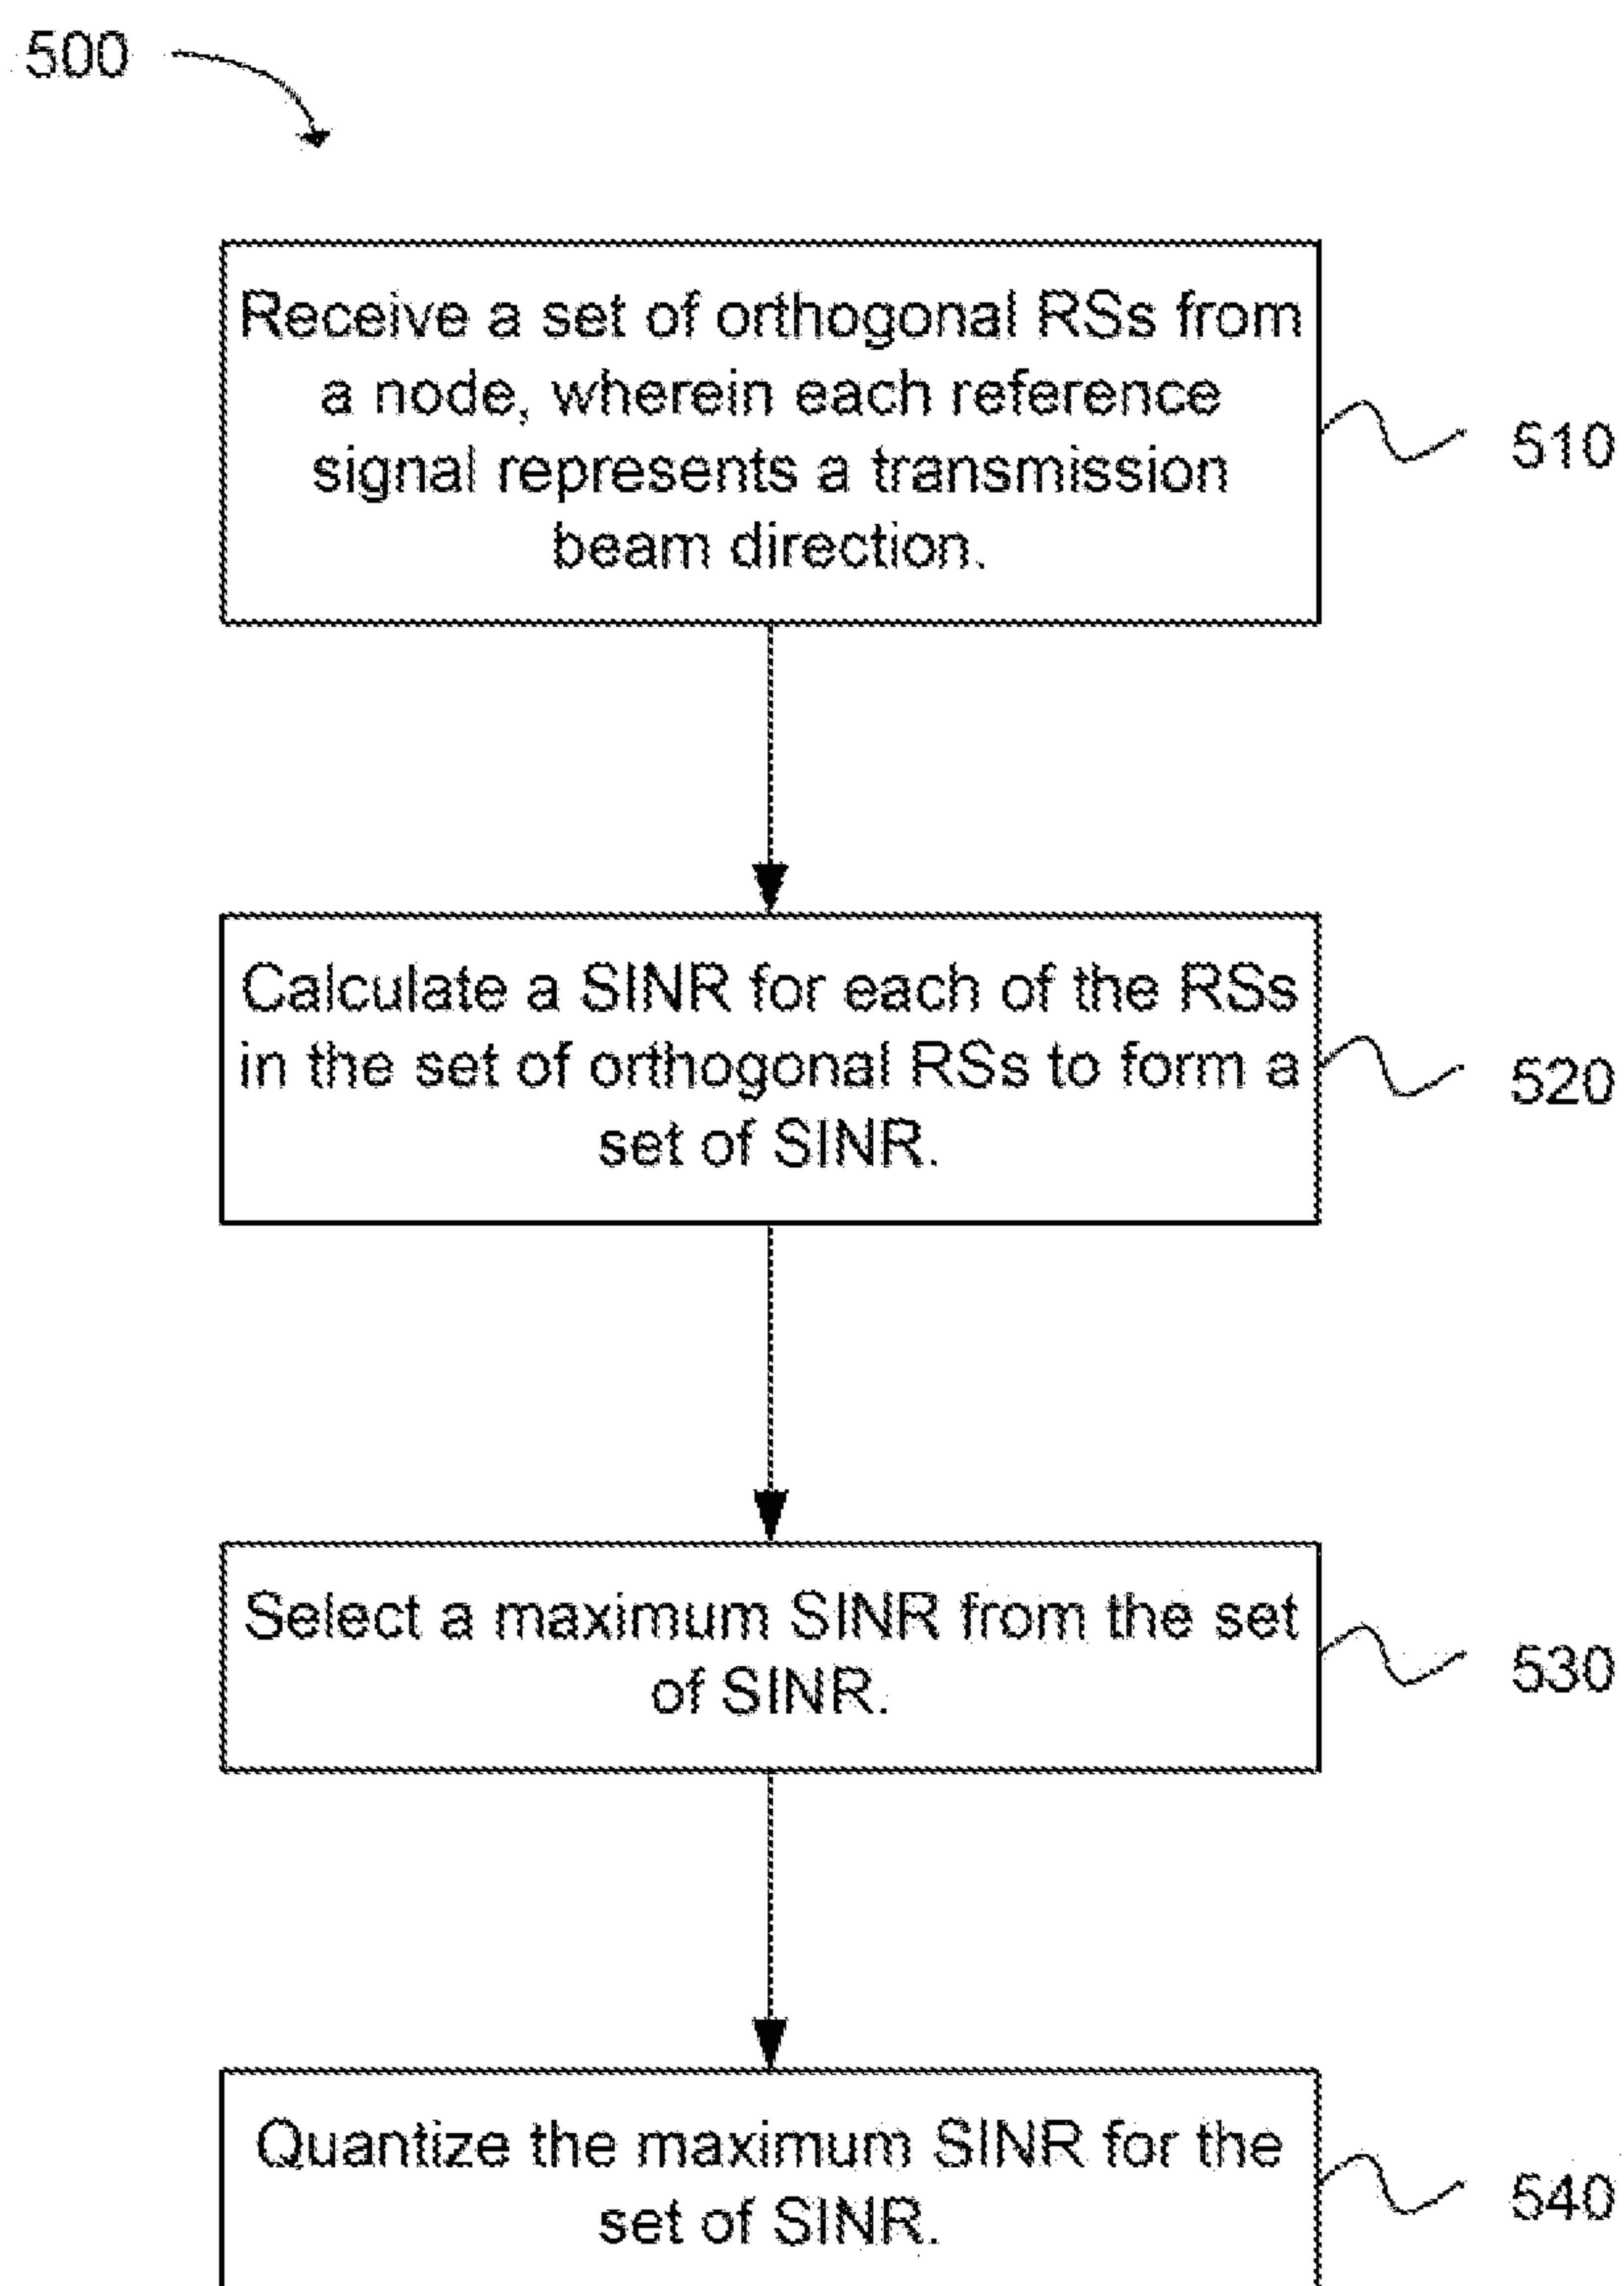 500
Receive a set of orthogonal RSs from
a node, wherein each reference
signal represents a transmission
beam direction.
510
Calculate a SINR for each of the RSs
in the set of orthogonal RSs to form a
set of SINR.
520
Select a maximum SINR from the set
of SINR.
530
Quantize the maximum SINR for the
set of SINR.
540